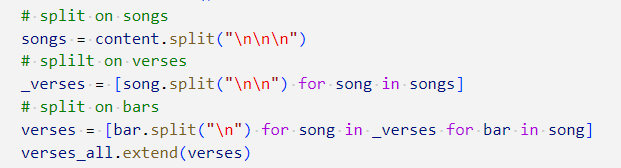 # split on songs
songs = content.split("\n\n\n")
# splilt on verses
_verses = [song.split("\n\n") for song in songs]
# split on bars
verses = [bar.split("\n") for song in _verses for bar in song]
verses_all.extend(verses)